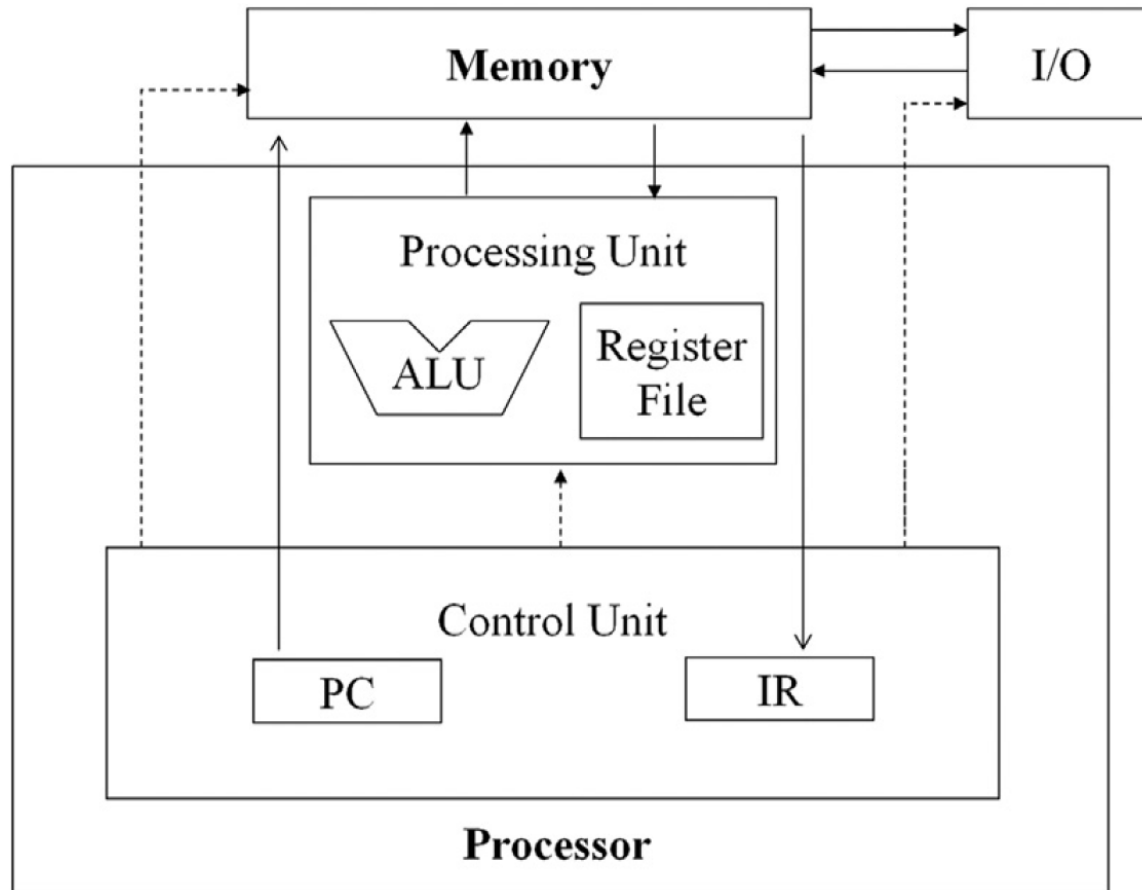 Memory
I/O
Processing Unit
ALU
Register
File
Control Unit
PC
IR
Processor